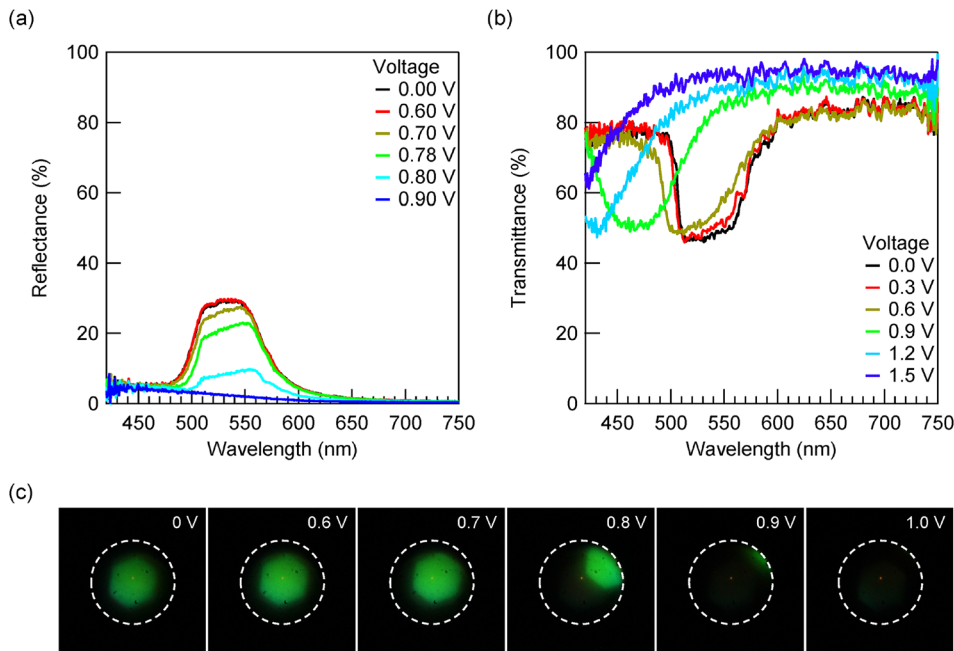 (a)
100
80
60
40
20
0
Reflectance (%)
450 500 550 600 650 700 750
Wavelength (nm)
Voltage
0.00 V
0.60 V
0.70 V
0.78 V
0.80 V
0.90 V
(b)
100
80
60
40
20
0
Transmittance (%)
450 500 550 600 650 700 750
Wavelength (nm)
Voltage
0.0 V
0.3 V
0.6 V
0.9 V
1.2 V
1.5 V
(c)
0 V 0.6 V 0.7 V 0.8 V 0.9 V 1.0 V